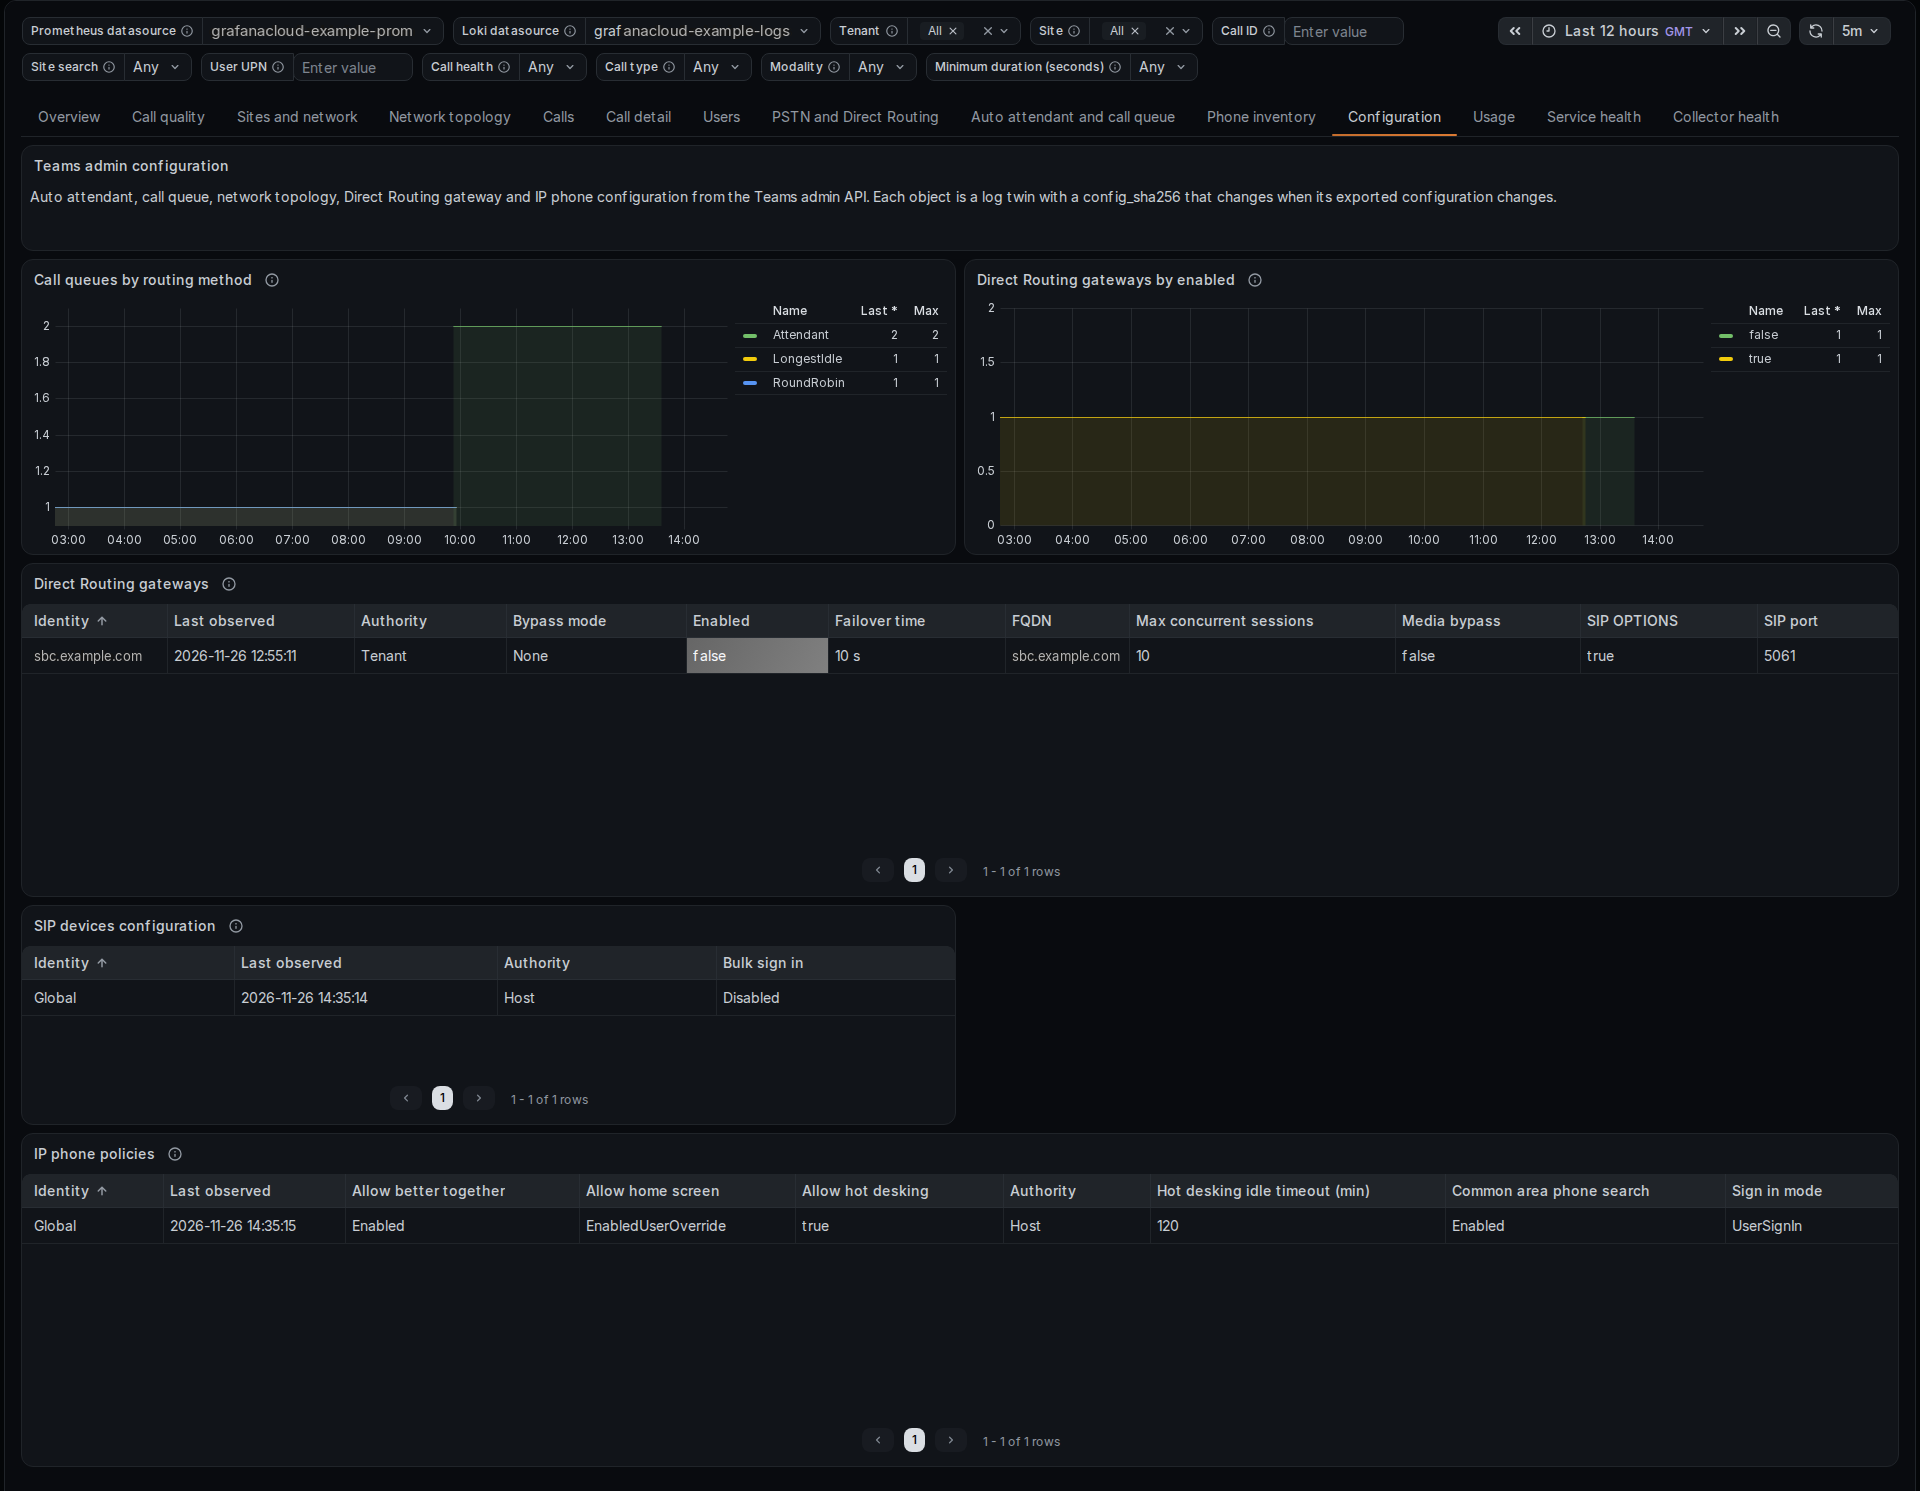 Prometheus datasource grafanacloud-example-prom Loki datasource grafanacloud-example-logs Tenant All Site All Call ID Enter value Last 12 hours GMT 5m
Site search Any User UPN Enter value Call health Any Call type Any Modality Any Minimum duration (seconds) Any
Overview Call quality Sites and network Network topology Calls Call detail Users PSTN and Direct Routing Auto attendant and call queue Phone inventory Configuration Usage Service health Collector health
Teams admin configuration
Auto attendant, call queue, network topology, Direct Routing gateway and IP phone configuration from the Teams admin API. Each object is a log twin with a config_sha256 that changes when its exported configuration changes.
Call queues by routing method
Name Last * Max
Attendant 2 2
LongestIdle 1 1
RoundRobin 1 1
2
1.8
1.6
1.4
1.2
1
03:00 04:00 05:00 06:00 07:00 08:00 09:00 10:00 11:00 12:00 13:00 14:00
Direct Routing gateways by enabled
Name Last * Max
false 1 1
true 1 1
2
1.5
1
0.5
0
03:00 04:00 05:00 06:00 07:00 08:00 09:00 10:00 11:00 12:00 13:00 14:00
Direct Routing gateways
Identity Last observed Authority Bypass mode Enabled Failover time FQDN Max concurrent sessions Media bypass SIP OPTIONS SIP port
sbc.example.com 2026-11-26 12:55:11 Tenant None false 10 s sbc.example.com 10 false true 5061
1 1 - 1 of 1 rows
SIP devices configuration
Identity Last observed Authority Bulk sign in
Global 2026-11-26 14:35:14 Host Disabled
1 1 - 1 of 1 rows
IP phone policies
Identity Last observed Allow better together Allow home screen Allow hot desking Authority Hot desking idle timeout (min) Common area phone search Sign in mode
Global 2026-11-26 14:35:15 Enabled EnabledUserOverride true Host 120 Enabled UserSignIn
1 1 - 1 of 1 rows